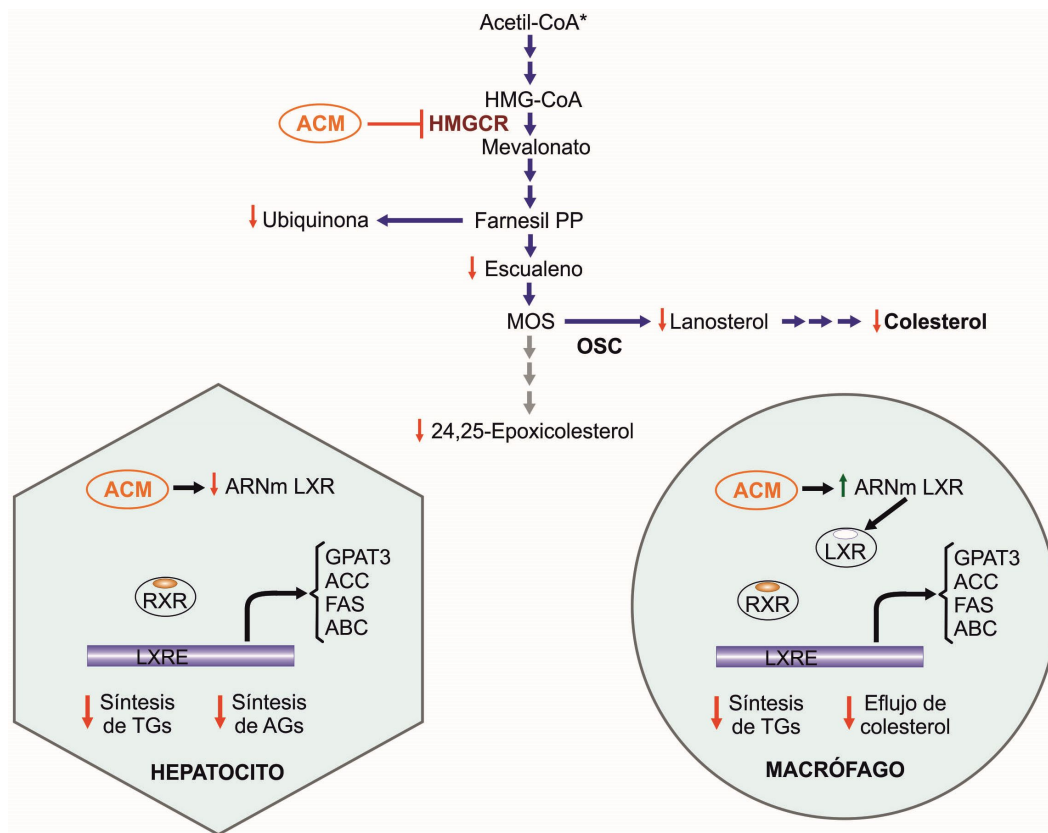 Acetil-CoA*
HMG-CoA
ACM HMGCR
Mevalonato
Ubiquinona Farnesil PP
Escualeno
MOS Lanosterol Colesterol
OSC
24,25-Epoxicolesterol
ACM ARNm LXR
RXR
GPAT3
ACC
FAS
ABC
LXRE
Síntesis
de TGs
Síntesis
de AGs
HEPATOCITO
ACM ARNm LXR
LXR
RXR
GPAT3
ACC
FAS
ABC
LXRE
Síntesis
de TGs
Eflujo de
colesterol
MACRÓFAGO